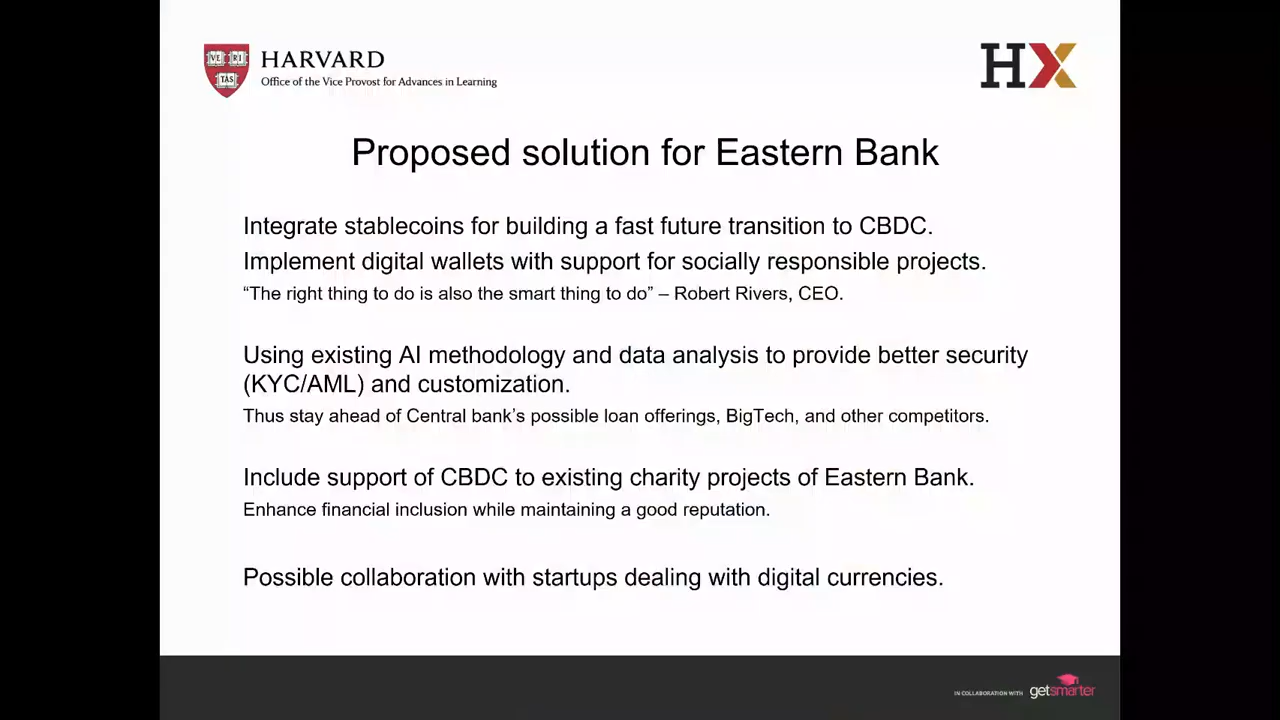 VE RI
TAS
HARVARD
Office of the Vice Provost for Advances in Learning
HX
Proposed solution for Eastern Bank
Integrate stablecoins for building a fast future transition to CBDC.
Implement digital wallets with support for socially responsible projects.
“The right thing to do is also the smart thing to do” – Robert Rivers, CEO.
Using existing AI methodology and data analysis to provide better security
(KYC/AML) and customization.
Thus stay ahead of Central bank’s possible loan offerings, BigTech, and other competitors.
Include support of CBDC to existing charity projects of Eastern Bank.
Enhance financial inclusion while maintaining a good reputation.
Possible collaboration with startups dealing with digital currencies.
IN COLLABORATION WITH getsmarter